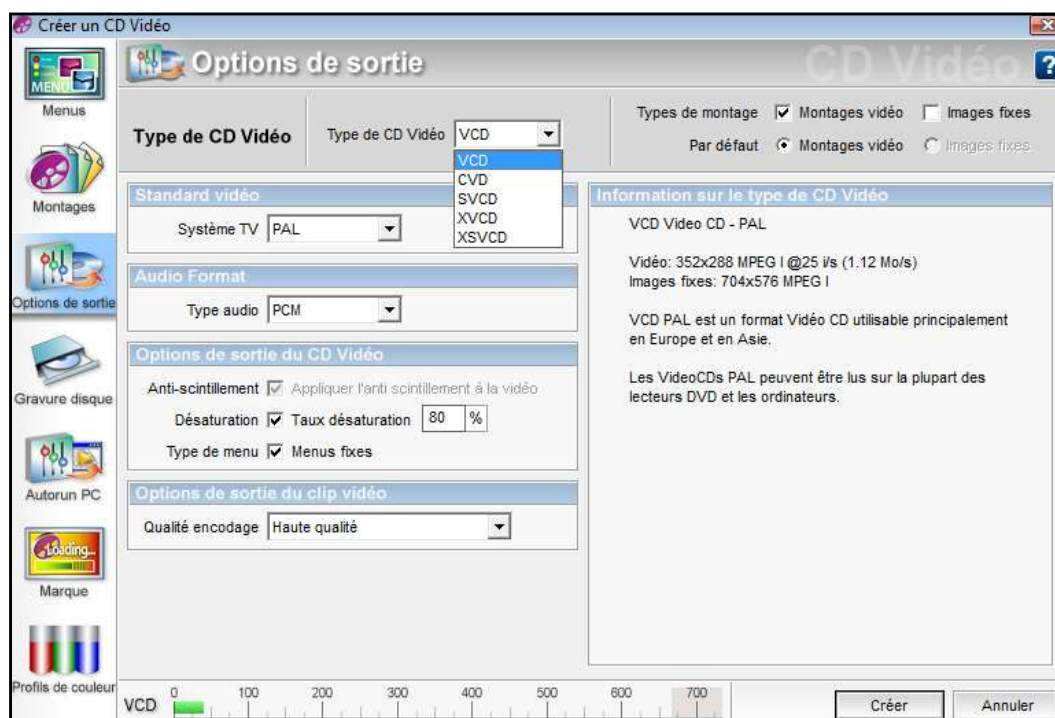 Créer un CD Vidéo
MENU
Menus
Montages
Options de sortie
Gravure disque
Autorun PC
Loading...
Marque
Profils de couleur
Options de sortie
CD Vidéo
?
Type de CD Vidéo
Type de CD Vidéo VCD
VCD
CVD
SVCD
XVCD
XSVCD
Types de montage Montages vidéo Images fixes
Par défaut Montages vidéo Images fixes
Standard vidéo
Système TV PAL
Audio Format
Type audio PCM
Options de sortie du CD Vidéo
Anti-scintillement Appliquer l'anti scintillement á la vidéo
Désaturation Taux désaturation 80 %
Type de menu Menus fixes
Options de sortie du clip vidéo
Qualité encodage Haute qualité
Information sur le type de CD Vidéo
VCD Video CD - PAL
Vidéo: 352x288 MPEG I @25 i/s (1.12 Mo/s)
Images fixes: 704x576 MPEG I
VCD PAL est un format Vidéo CD utilisable principalement
en Europe et en Asie.
Les VideoCDs PAL peuvent être lus sur la plupart des
lecteurs DVD et les ordinateurs.
VCD 0 100 200 300 400 500 600 700
Créer Annuler